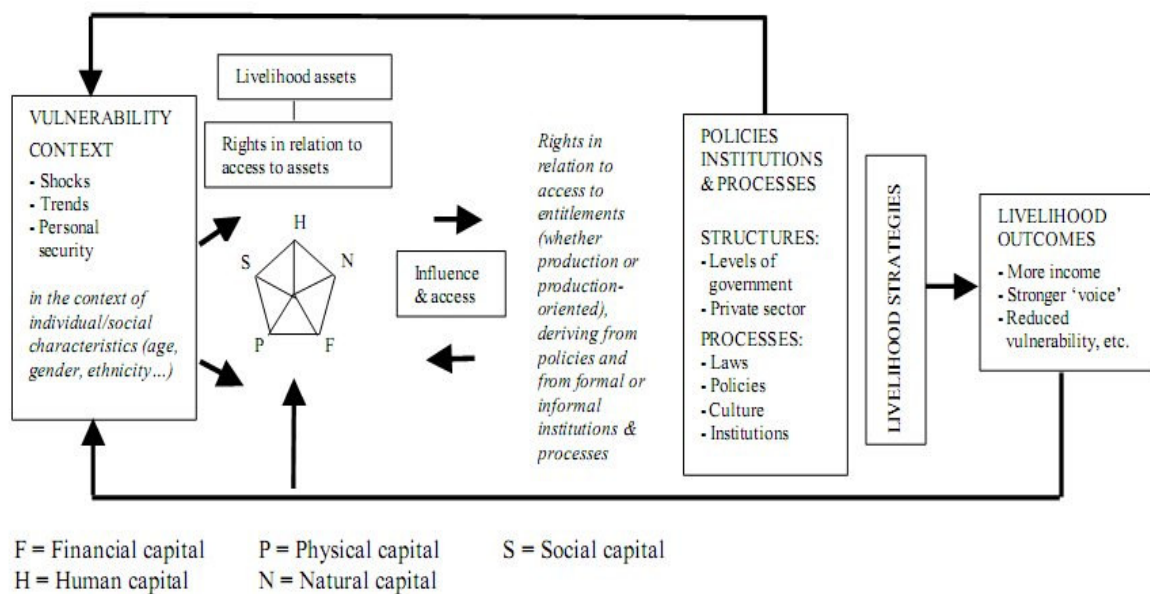 Livelihood assets
VULNERABILITY
CONTEXT
- Shocks
- Trends
- Personal
security
in the context of
individual/social
characteristics (age,
gender, ethnicity...)
Rights in relation to
access to assets
H
S
N
P
F
Influence
& access
Rights in
relation to
access to
entitlements
(whether
production or
production-
oriented),
deriving from
policies and
from formal or
informal
institutions &
processes
POLICIES
INSTITUTIONS
& PROCESSES
STRUCTURES:
- Levels of
government
- Private sector
PROCESSES:
- Laws
- Policies
- Culture
- Institutions
LIVELIHOOD STRATEGIES
LIVELIHOOD
OUTCOMES
- More income
- Stronger ‘voice’
- Reduced
vulnerability, etc.
F = Financial capital P = Physical capital S = Social capital
H = Human capital N = Natural capital